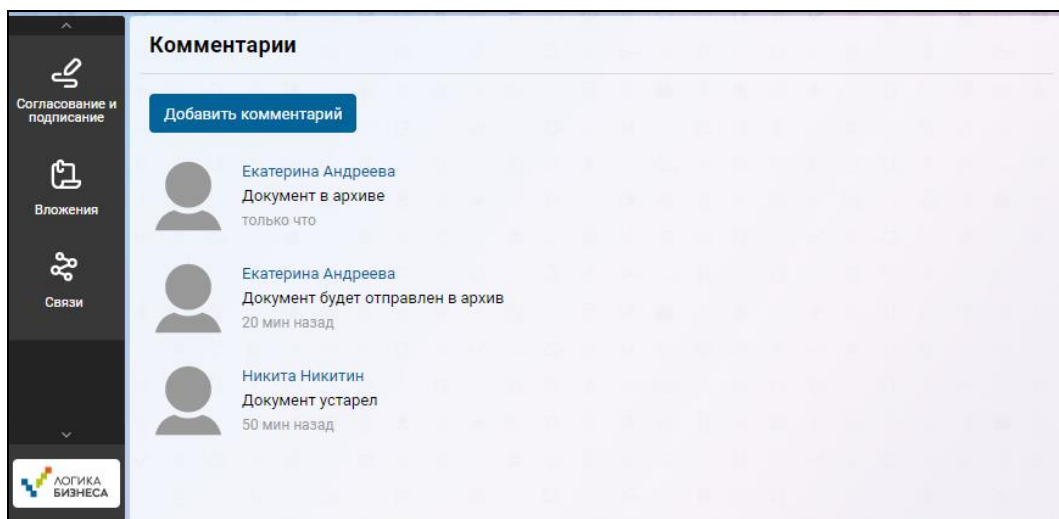 Комментарии
Согласование и
подписание
Добавить комментарий
Вложения
Екатерина Андреева
Документ в архиве
только что
Связи
Екатерина Андреева
Документ будет отправлен в архив
20 мин назад
Никита Никитин
Документ устарел
50 мин назад
ЛОГИКА
БИЗНЕСА